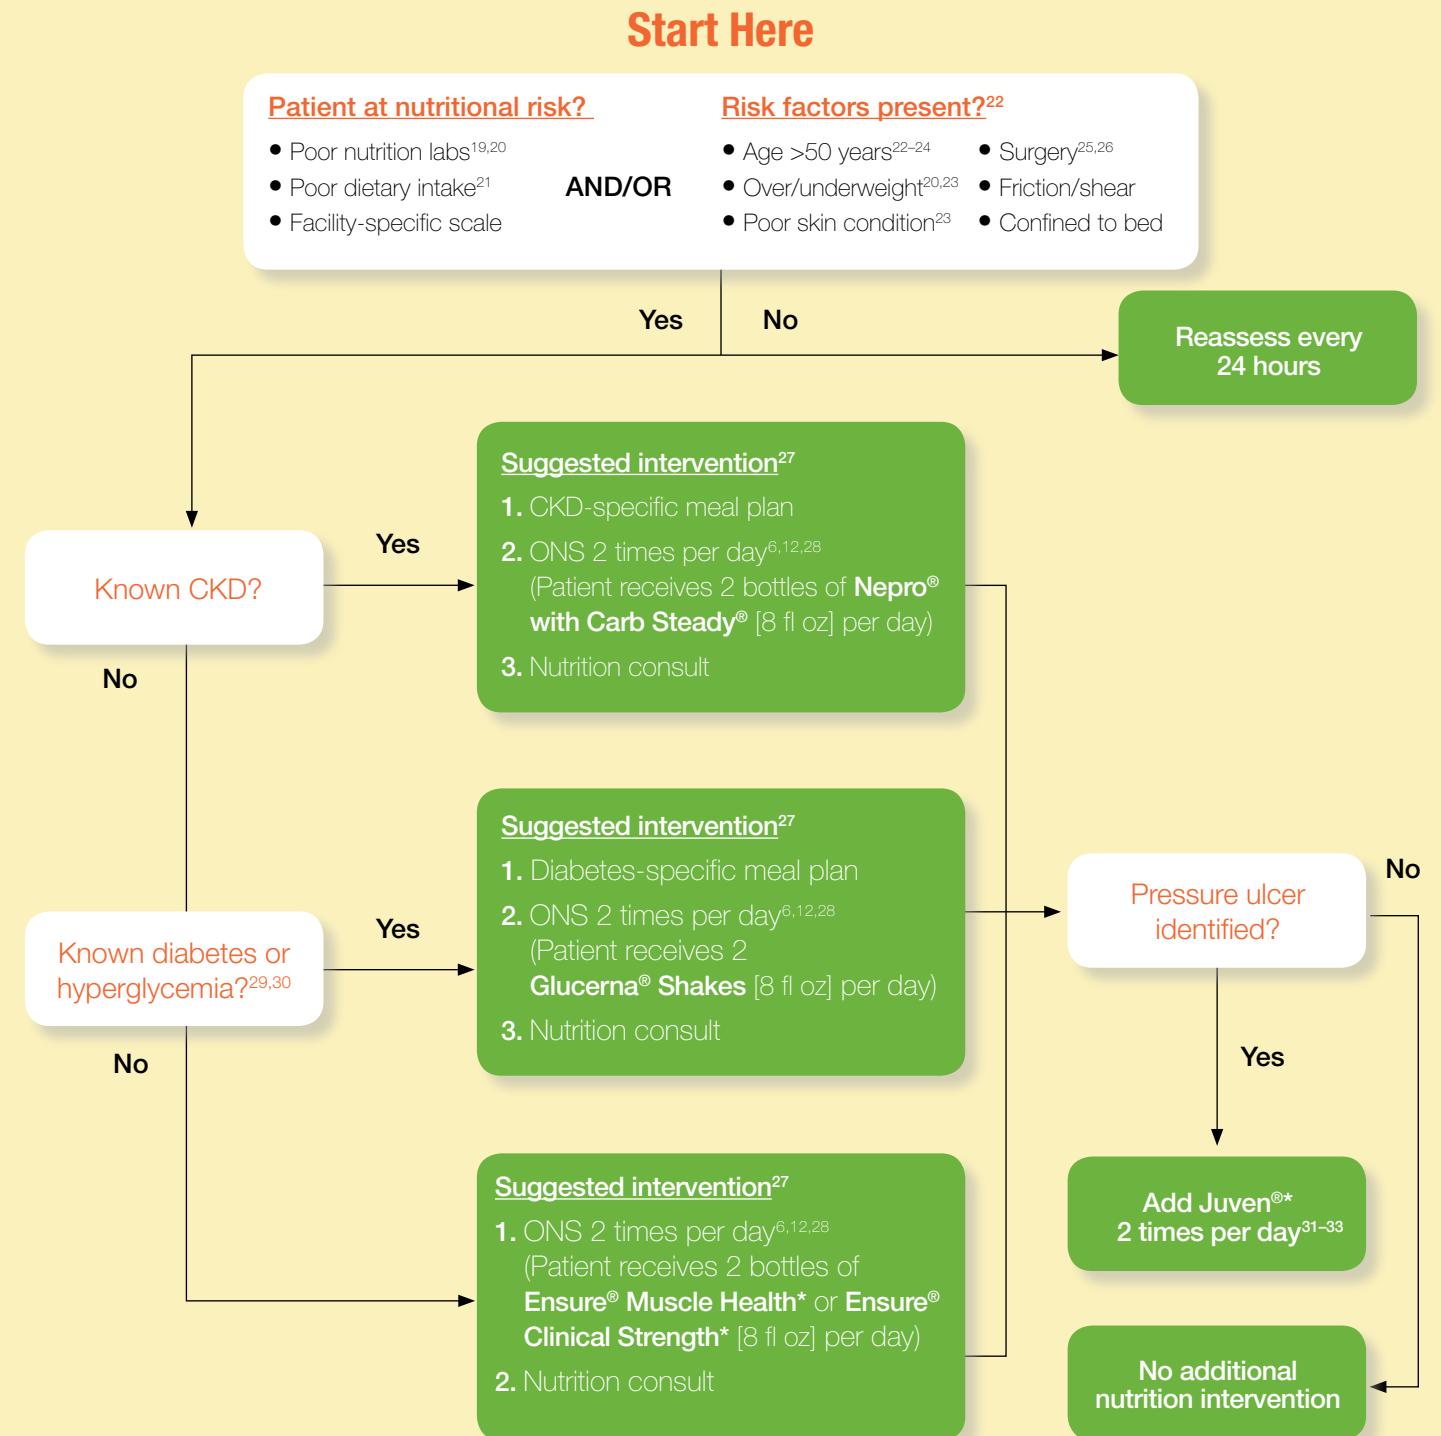 Start Here
Patient at nutritional risk?
• Poor nutrition labs19,20
• Poor dietary intake21
• Facility-specific scale
AND/OR
Risk factors present?22
• Age >50 years22–24
• Over/underweight20,23
• Poor skin condition23
• Surgery25,26
• Friction/shear
• Confined to bed
Yes
No
Reassess every
24 hours
Known CKD?
Yes
No
Suggested intervention27
1. CKD-specific meal plan
2. ONS 2 times per day6,12,28
(Patient receives 2 bottles of Nepro®
with Carb Steady® [8 fl oz] per day)
3. Nutrition consult
Known diabetes or
hyperglycemia?29,30
Yes
No
Suggested intervention27
1. Diabetes-specific meal plan
2. ONS 2 times per day6,12,28
(Patient receives 2
Glucerna® Shakes [8 fl oz] per day)
3. Nutrition consult
Suggested intervention27
1. ONS 2 times per day6,12,28
(Patient receives 2 bottles of
Ensure® Muscle Health* or Ensure®
Clinical Strength* [8 fl oz] per day)
2. Nutrition consult
Pressure ulcer
identified?
No
Yes
Add Juven®*
2 times per day31–33
No additional
nutrition intervention